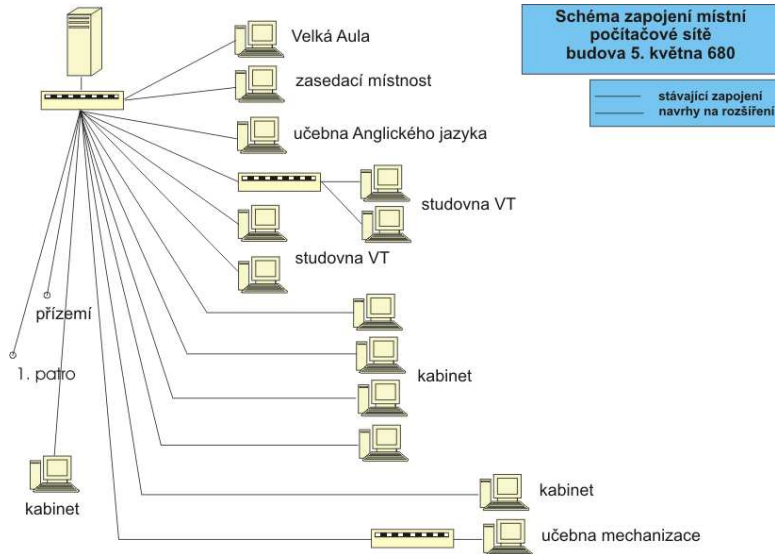 Schéma zapojení místní
počítačové sítě
budova 5. května 680
stávající zapojení
navrhy na rozšíření
Velká Aula
zasedací místnost
učebna Anglického jazyka
studovna VT
studovna VT
přízemí
1. patro
kabinet
kabinet
kabinet
učebna mechanizace